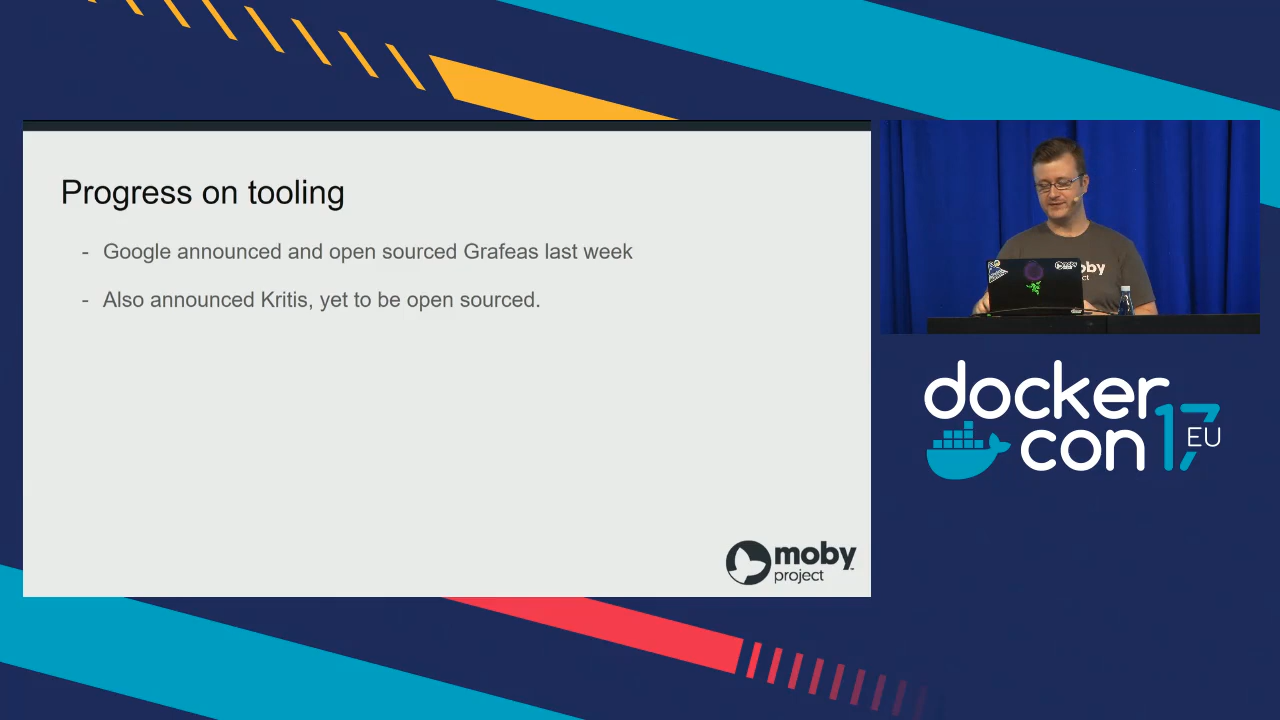 Progress on tooling
- Google announced and open sourced Grafeas last week
- Also announced Kritis, yet to be open sourced.
moby
project
moby
docker
con 17 EU